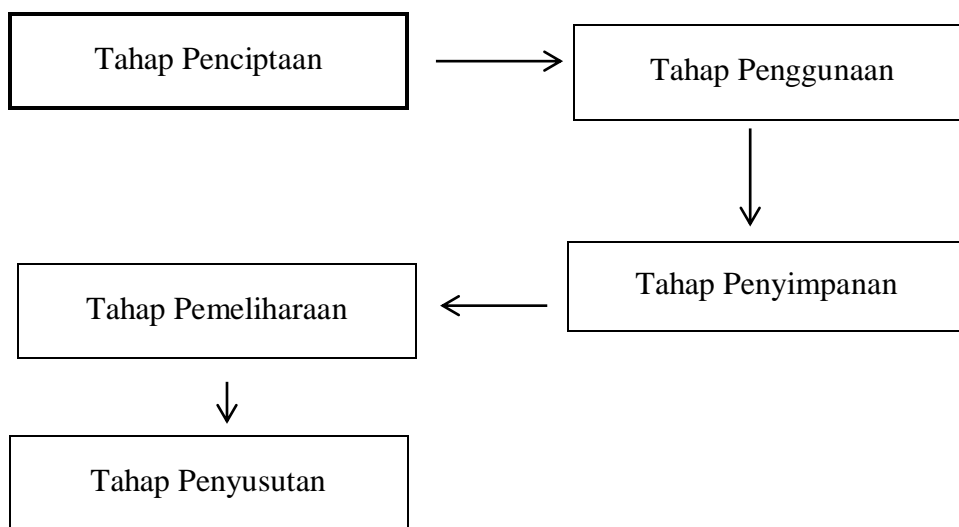 Tahap Penciptaan
Tahap Penggunaan
Tahap Penyimpanan
Tahap Pemeliharaan
Tahap Penyusutan